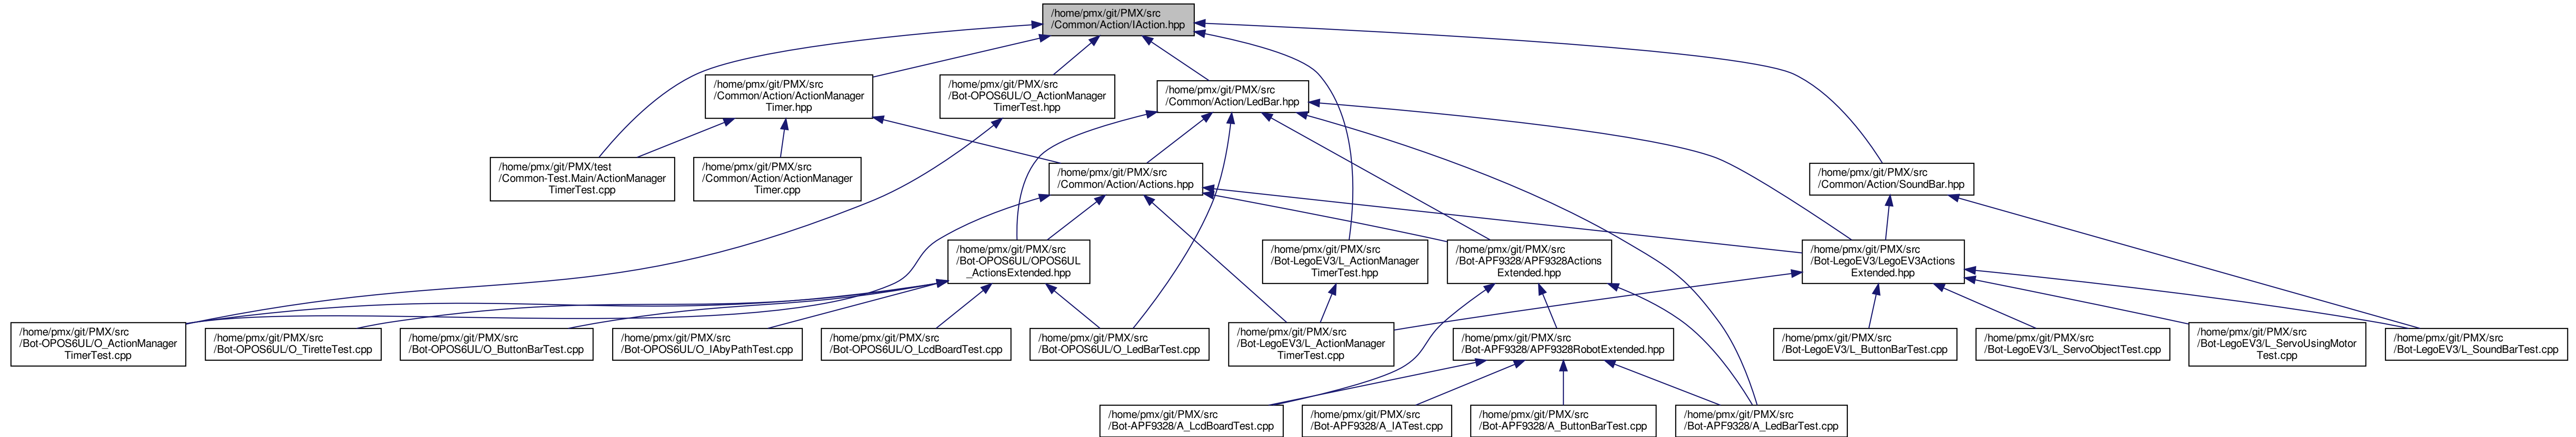 /home/pmx/git/PMX/src
/Common/Action/IAction.hpp
/home/pmx/git/PMX/src
/Common/Action/ActionManager
Timer.hpp
/home/pmx/git/PMX/src
/Bot-OPOS6UL/O_ActionManager
TimerTest.hpp
/home/pmx/git/PMX/src
/Common/Action/LedBar.hpp
/home/pmx/git/PMX/test
/Common-Test.Main/ActionManager
TimerTest.cpp
/home/pmx/git/PMX/src
/Common/Action/ActionManager
Timer.cpp
/home/pmx/git/PMX/src
/Common/Action/Actions.hpp
/home/pmx/git/PMX/src
/Common/Action/SoundBar.hpp
/home/pmx/git/PMX/src
/Bot-OPOS6UL/OPOS6UL
_ActionsExtended.hpp
/home/pmx/git/PMX/src
/Bot-LegoEV3/L_ActionManager
TimerTest.hpp
/home/pmx/git/PMX/src
/Bot-APF9328/APF9328Actions
Extended.hpp
/home/pmx/git/PMX/src
/Bot-LegoEV3/LegoEV3Actions
Extended.hpp
/home/pmx/git/PMX/src
/Bot-OPOS6UL/O_ActionManager
TimerTest.cpp
/home/pmx/git/PMX/src
/Bot-OPOS6UL/O_TiretteTest.cpp
/home/pmx/git/PMX/src
/Bot-OPOS6UL/O_ButtonBarTest.cpp
/home/pmx/git/PMX/src
/Bot-OPOS6UL/O_IAbyPathTest.cpp
/home/pmx/git/PMX/src
/Bot-OPOS6UL/O_LcdBoardTest.cpp
/home/pmx/git/PMX/src
/Bot-OPOS6UL/O_LedBarTest.cpp
/home/pmx/git/PMX/src
/Bot-LegoEV3/L_ActionManager
TimerTest.cpp
/home/pmx/git/PMX/src
/Bot-APF9328/APF9328RobotExtended.hpp
/home/pmx/git/PMX/src
/Bot-LegoEV3/L_ButtonBarTest.cpp
/home/pmx/git/PMX/src
/Bot-LegoEV3/L_ServoObjectTest.cpp
/home/pmx/git/PMX/src
/Bot-LegoEV3/L_ServoUsingMotor
Test.cpp
/home/pmx/git/PMX/src
/Bot-LegoEV3/L_SoundBarTest.cpp
/home/pmx/git/PMX/src
/Bot-APF9328/A_LcdBoardTest.cpp
/home/pmx/git/PMX/src
/Bot-APF9328/A_IATest.cpp
/home/pmx/git/PMX/src
/Bot-APF9328/A_ButtonBarTest.cpp
/home/pmx/git/PMX/src
/Bot-APF9328/A_LedBarTest.cpp